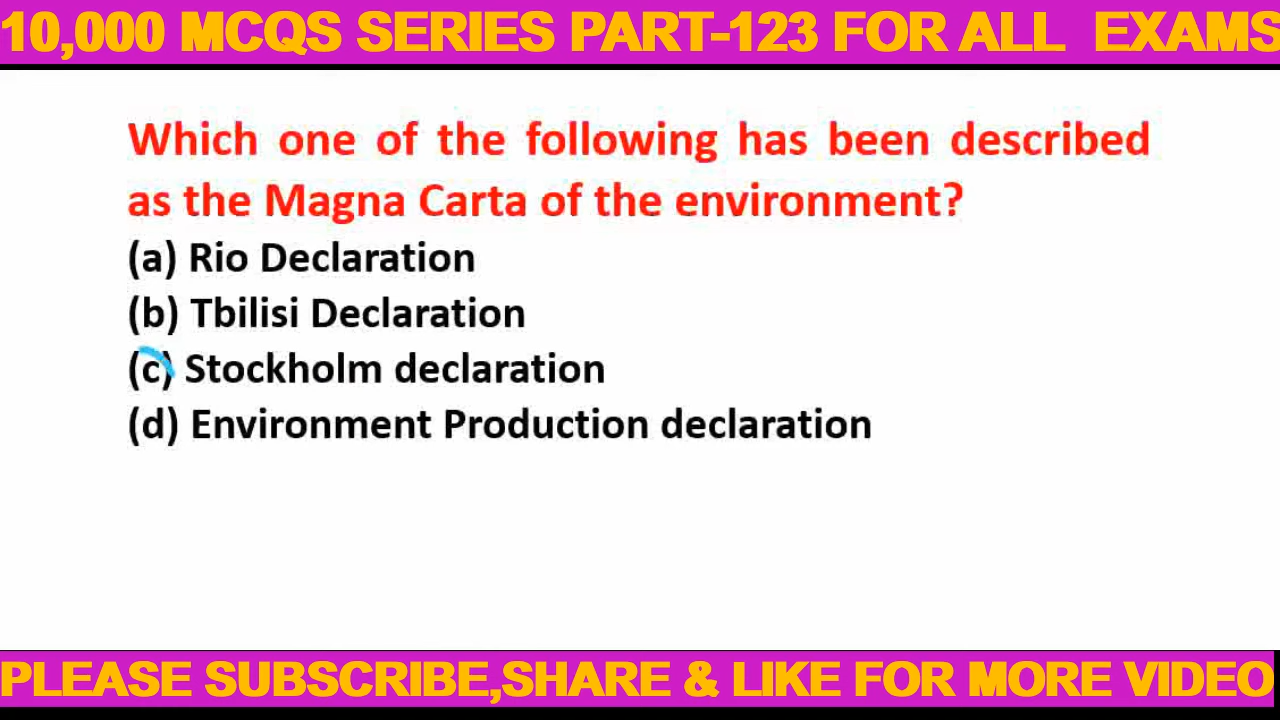 10,000 MCQS SERIES PART-123 FOR ALL EXAMS
Which one of the following has been described
as the Magna Carta of the environment?
(a) Rio Declaration
(b) Tbilisi Declaration
(c) Stockholm declaration
(d) Environment Production declaration
PLEASE SUBSCRIBE,SHARE & LIKE FOR MORE VIDEO